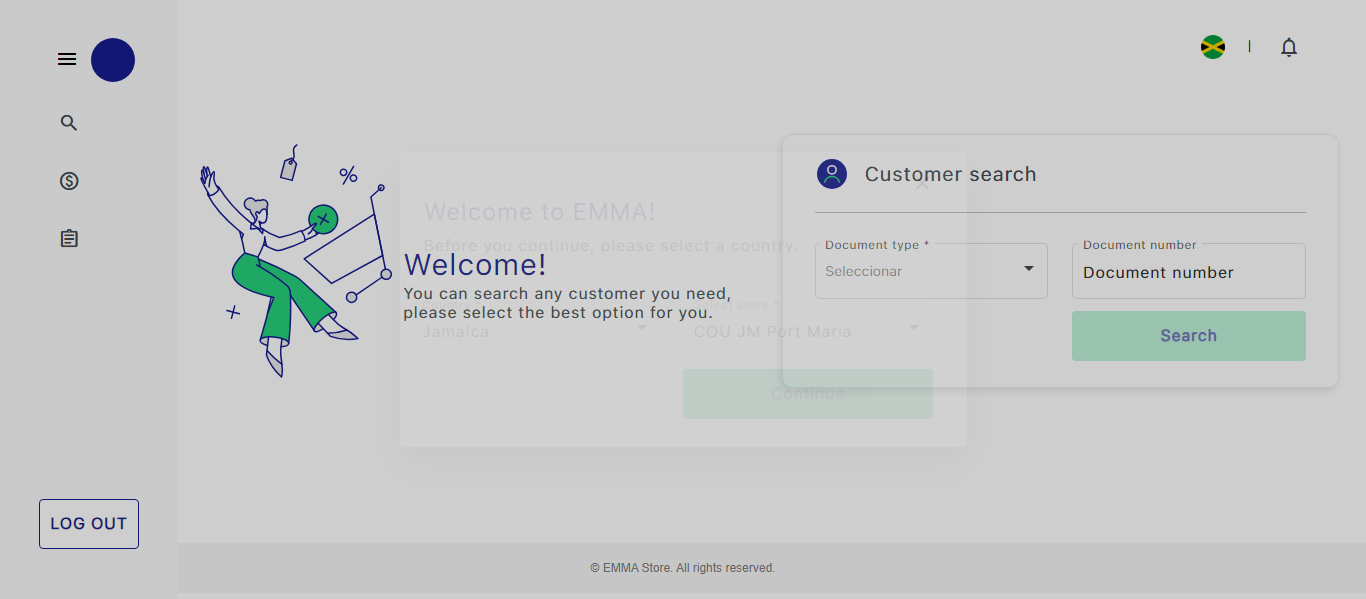 Customer search
Welcome to EMMA!
Before you continue, please select a country.
Document type *
Document number
Seleccionar
Document number
Welcome!
You can search any customer you need,
please select the best option for you.
Select store *
Jamaica
COU JM Port Maria
Search
Continue
LOG OUT
© EMMA Store. All rights reserved.